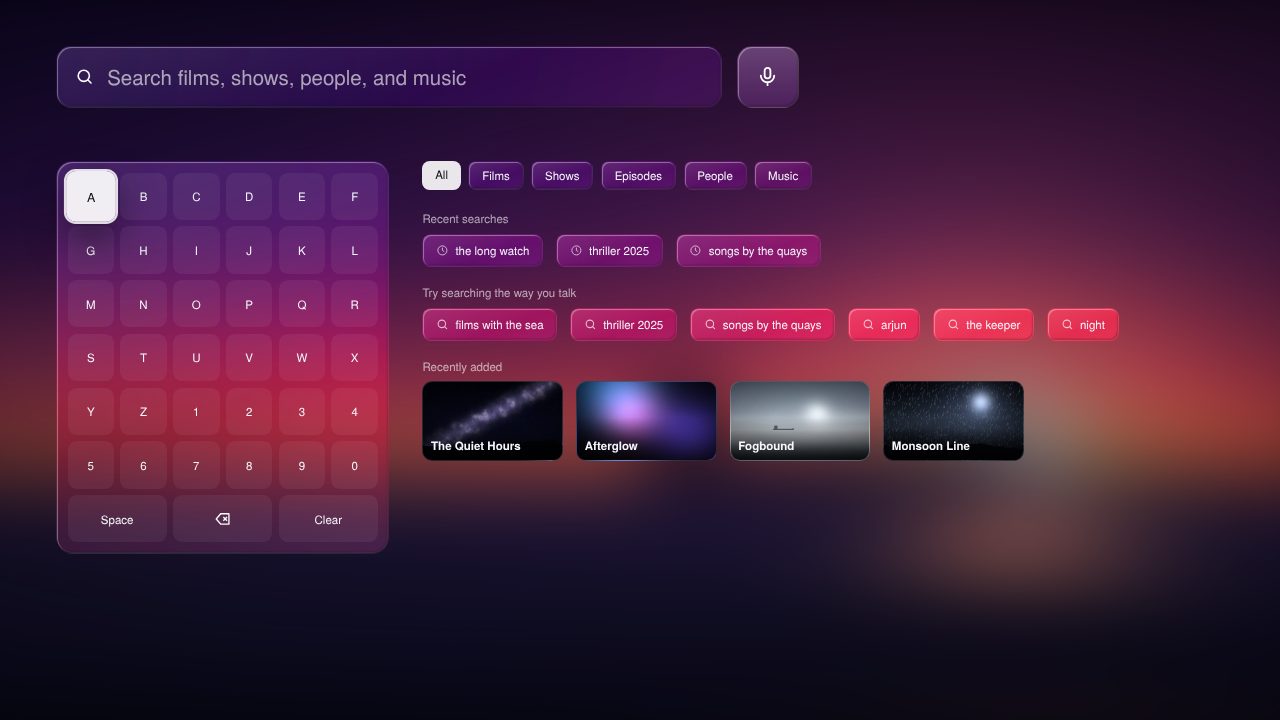 Search films, shows, people, and music
A B C D E F
G H I J K L
M N O P Q R
S T U V W X
Y Z 1 2 3 4
5 6 7 8 9 0
Space Clear
All Films Shows Episodes People Music
Recent searches
the long watch thriller 2025 songs by the quays
Try searching the way you talk
films with the sea thriller 2025 songs by the quays arjun the keeper night
Recently added
The Quiet Hours Afterglow Fogbound Monsoon Line